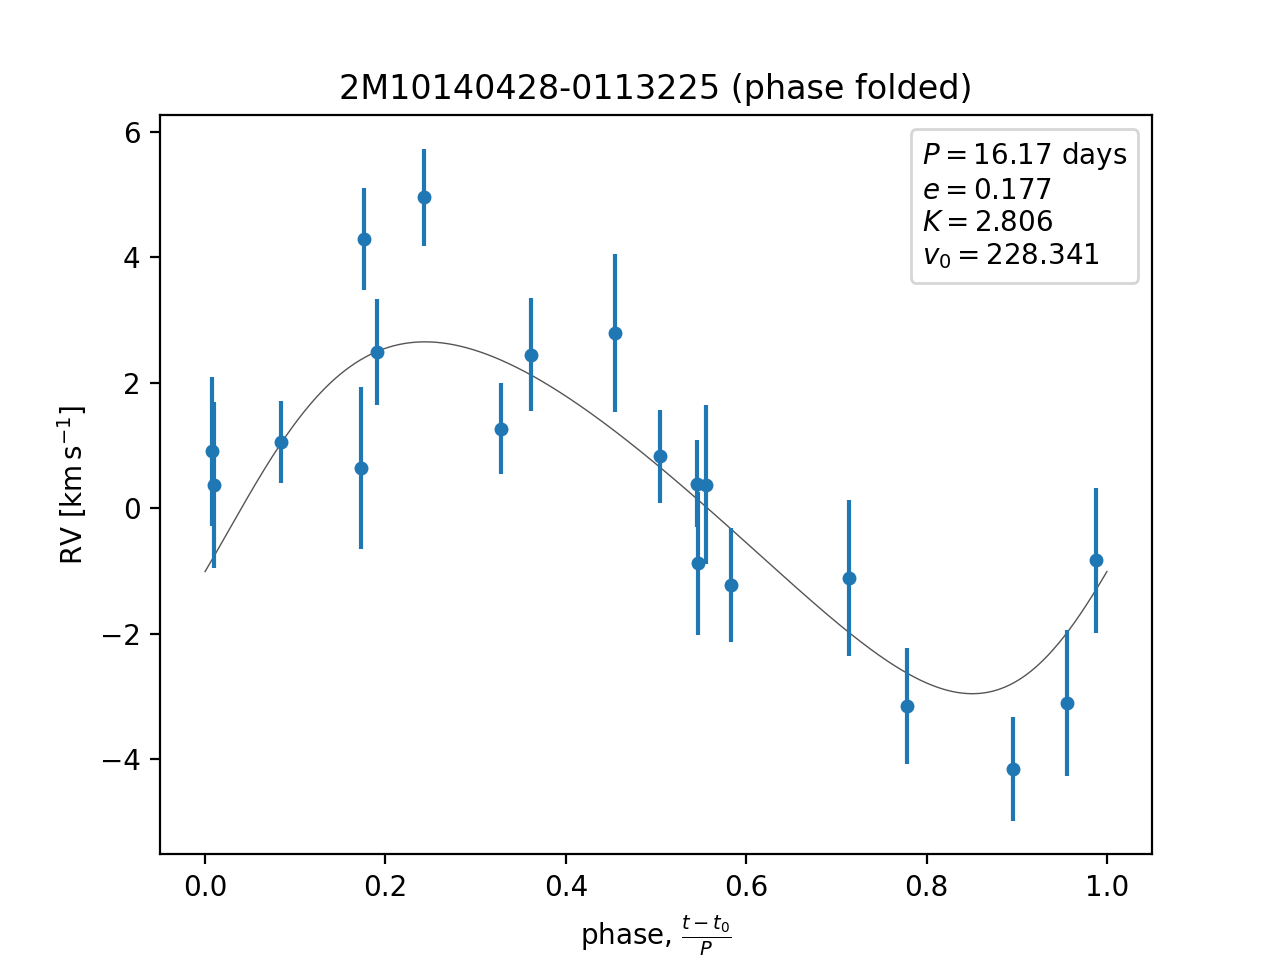 2M10140428-0113225 (phase folded)
P = 16.17 days
e = 0.177
K = 2.806
v₀ = 228.341
RV [km s⁻¹]
6
4
2
0
−2
−4
0.0 0.2 0.4 0.6 0.8 1.0
phase, (t − t₀)/P